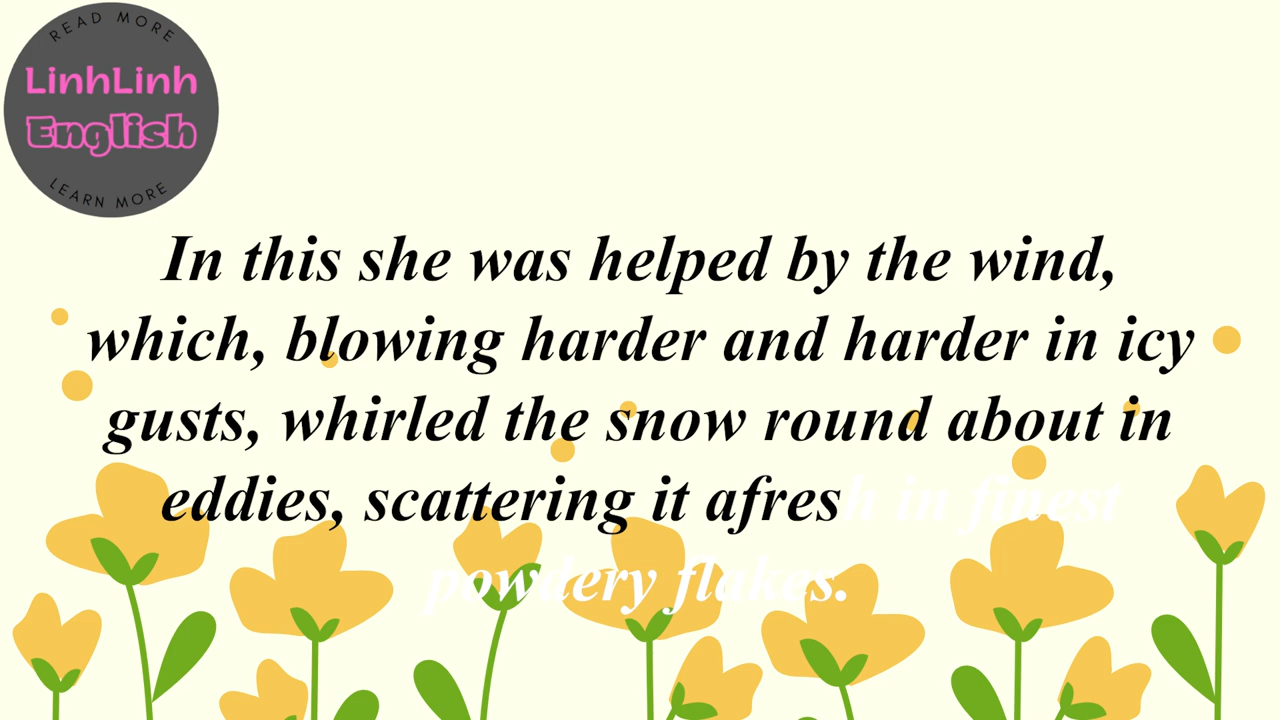 READ MORE
LinhLinh
English
LEARN MORE
In this she was helped by the wind,
which, blowing harder and harder in icy
gusts, whirled the snow round about in
eddies, scattering it afresh in finest
powdery flakes.